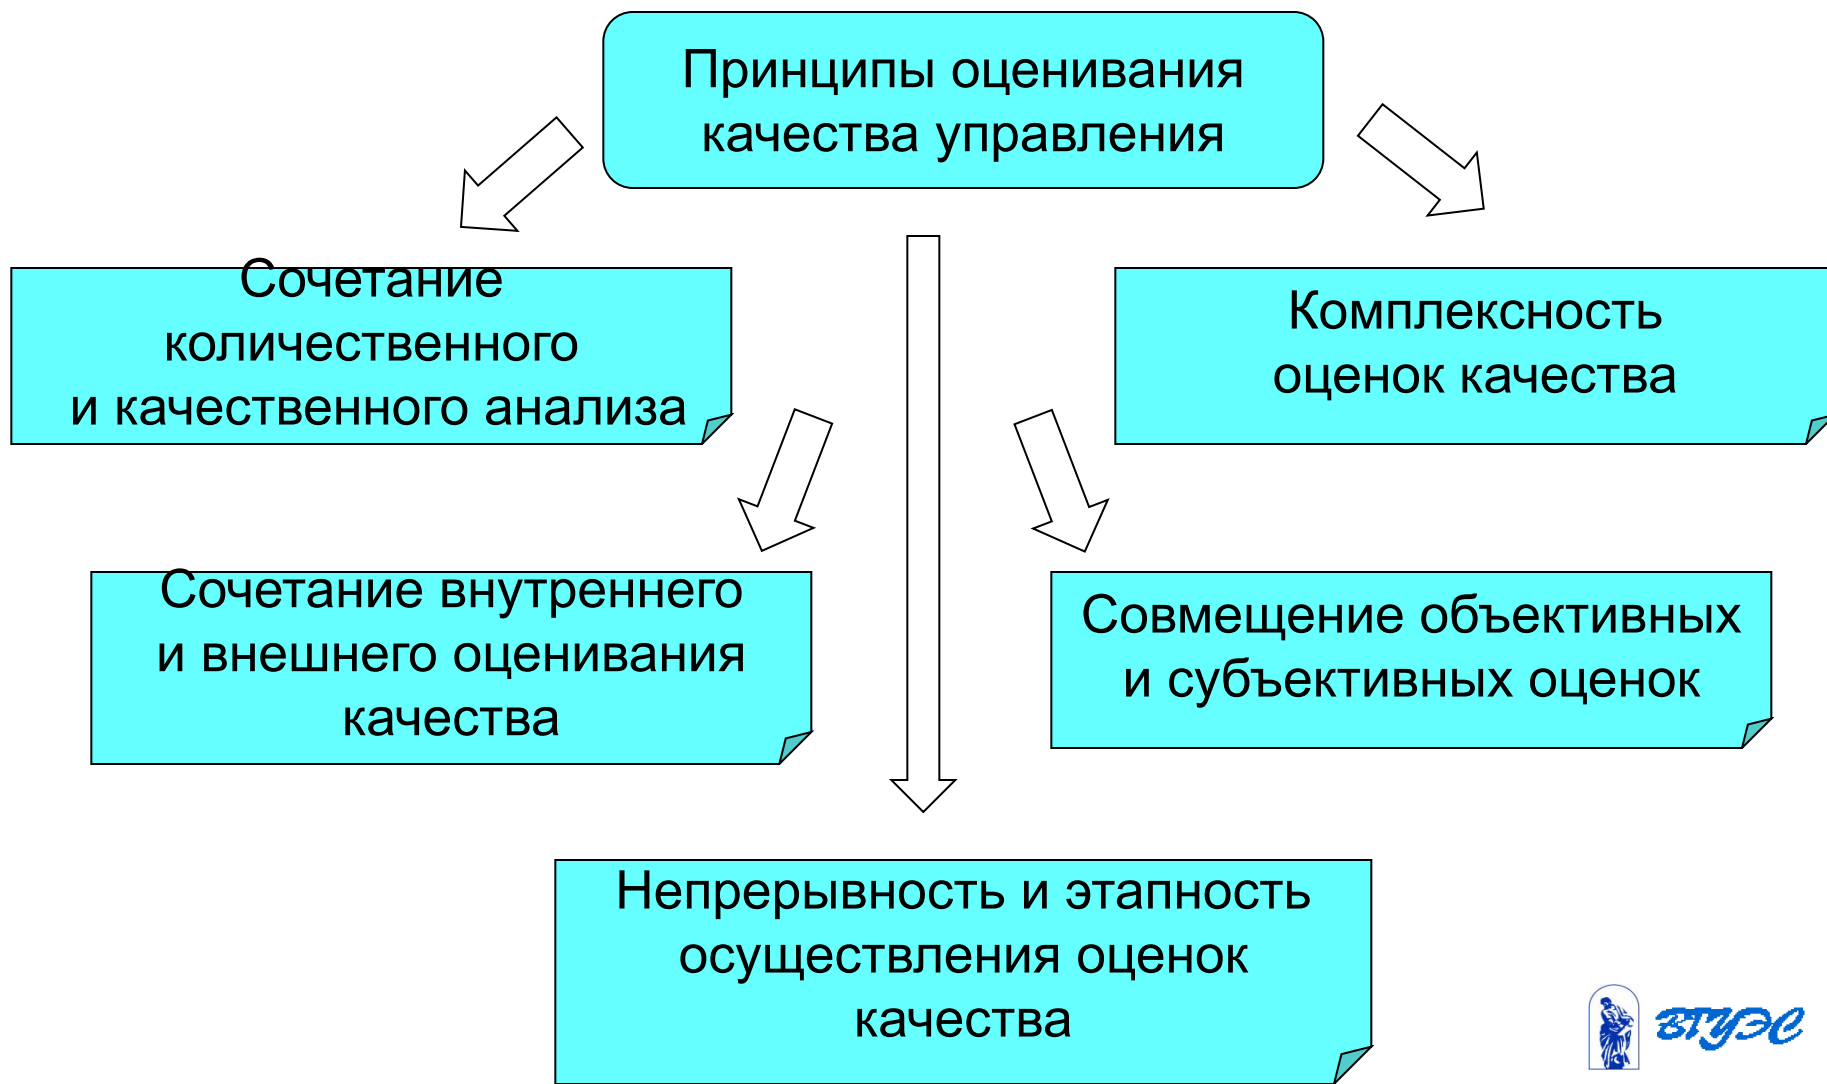 Принципы оценивания
качества управления
Сочетание
количественного
и качественного анализа
Комплексность
оценок качества
Сочетание внутреннего
и внешнего оценивания
качества
Совмещение объективных
и субъективных оценок
Непрерывность и этапность
осуществления оценок
качества
ВГУЭС